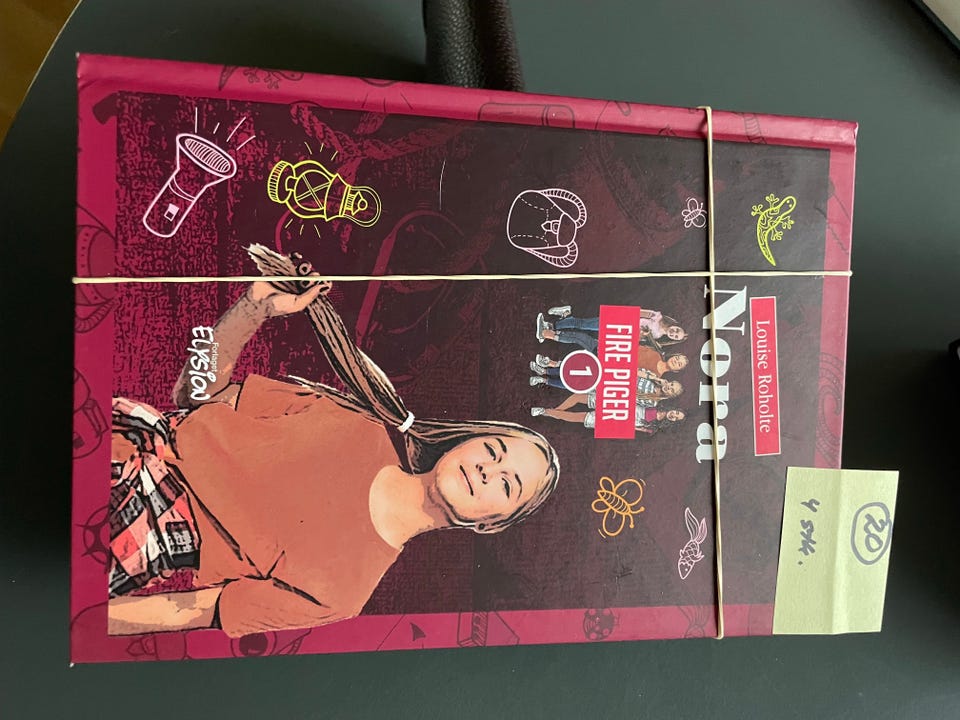 Louise Roholte
Nora
FIRE PIGER
1
Forlaget
ELYSION
20
4 stk.